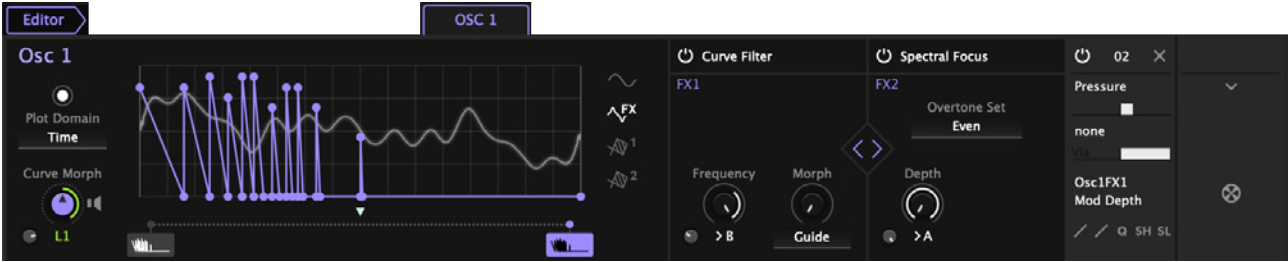 Editor
OSC 1
Osc 1
Plot Domain
Time
Curve Morph
L1
FX
1
2
Curve Filter
FX1
Frequency
Morph
> B
Guide
Spectral Focus
FX2
Overtone Set
Even
Depth
> A
02
Pressure
none
Via
Osc1FX1
Mod Depth
Q SH SL